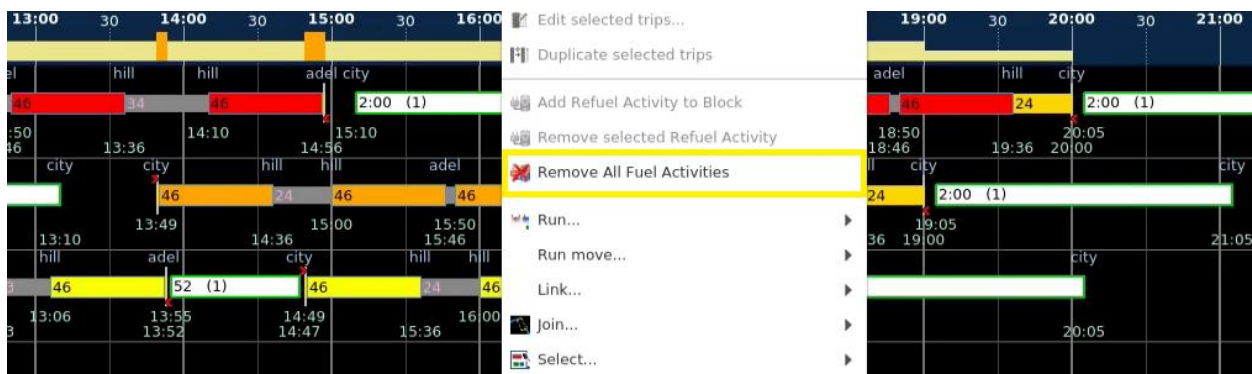 13:00 30 14:00 30 15:00 30 16:00
el hill hill adel city
46 34 46 2:00 (1)
:50 14:10 15:10
46 13:36 14:56
city city hill hill adel
46 24 46 46
13:49 15:00 15:50
13:10 14:36 15:46
hill adel city hill hill
46 52 (1) 46 24 46
13:06 13:55 14:49 16:00
3 13:52 14:47 15:36
Edit selected trips...
Duplicate selected trips
Add Refuel Activity to Block
Remove selected Refuel Activity
Remove All Fuel Activities
Run...
Run move...
Link...
Join...
Select...
19:00 30 20:00 30 21:00
adel hill city
46 24 2:00 (1)
18:50 20:05
18:46 19:36 20:00
ll city city
24 2:00 (1)
19:05
36 19:00 21:05
city
20:05